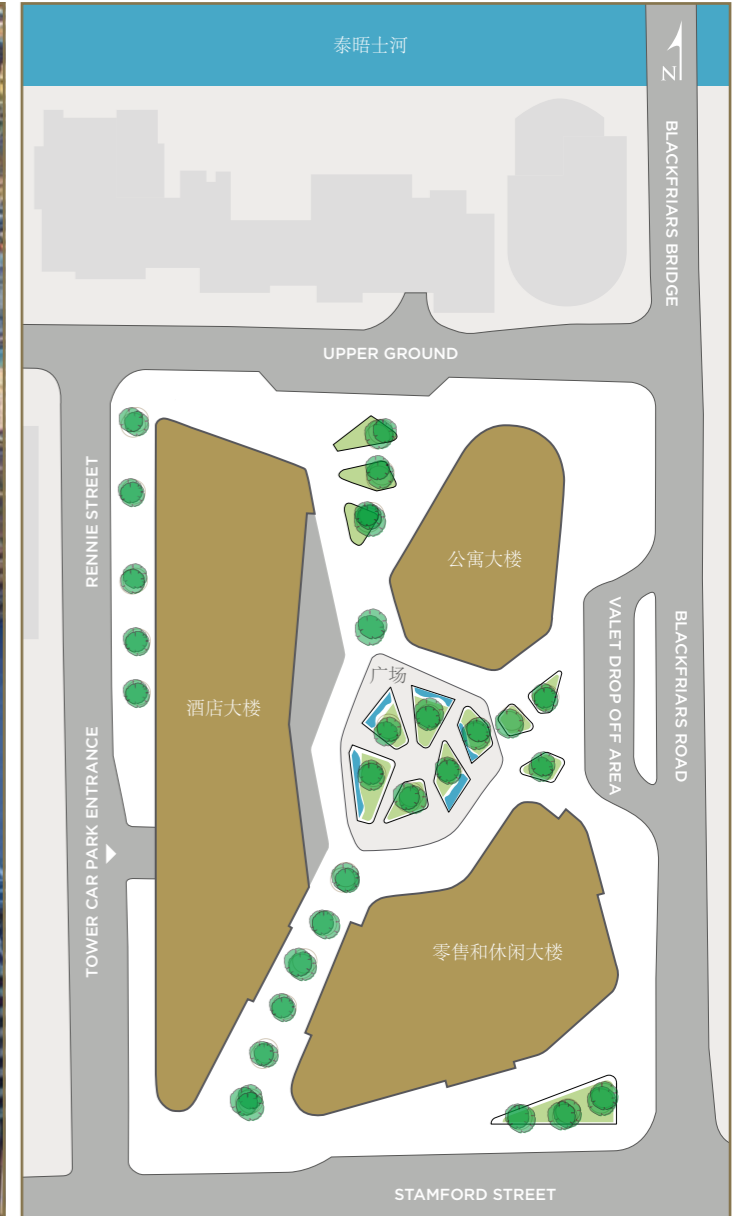 泰晤士河
N
BLACKFRIARS BRIDGE
UPPER GROUND
RENNIE STREET
公寓大楼
VALET DROP OFF AREA
BLACKFRIARS ROAD
广场
酒店大楼
TOWER CAR PARK ENTRANCE
零售和休闲大楼
STAMFORD STREET